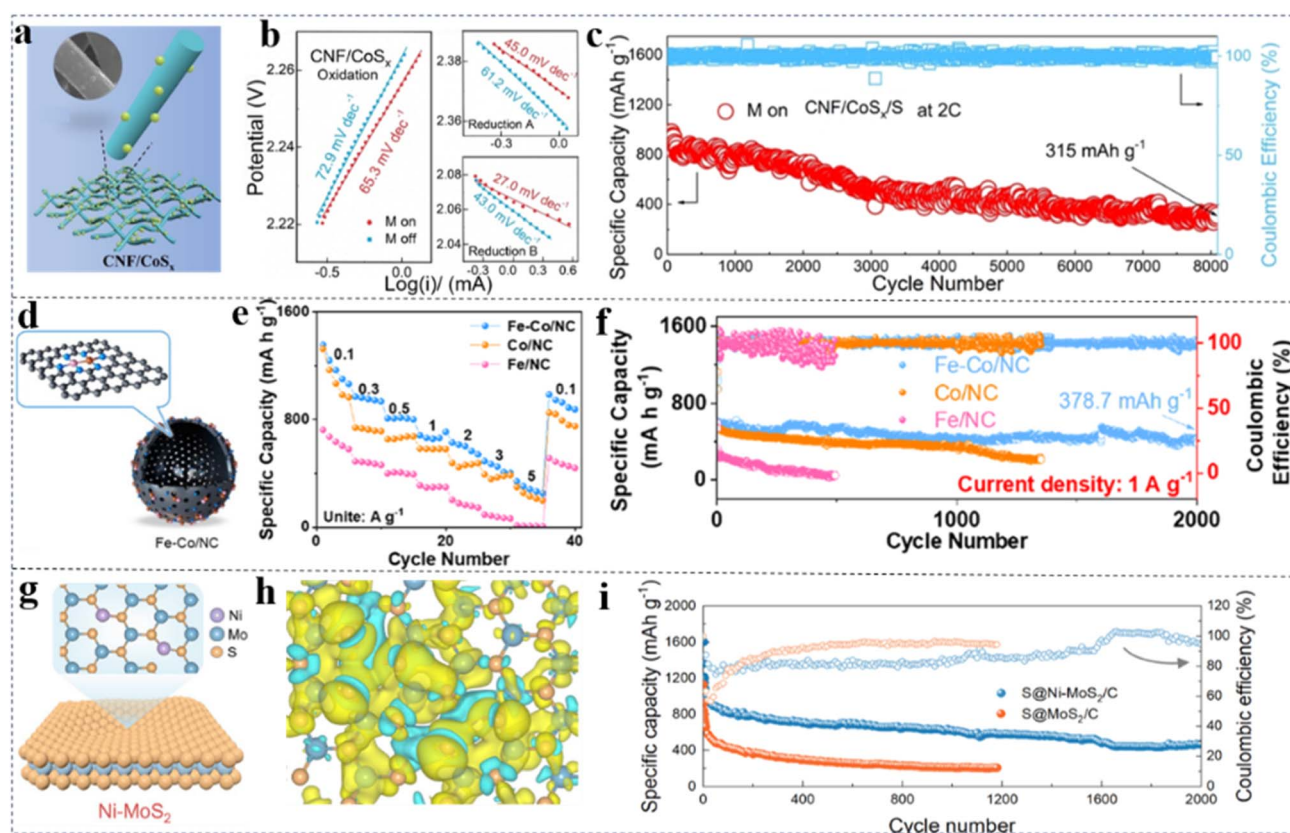 a
CNF/CoSx
b
Potential (V)
2.26
2.24
2.22
CNF/CoSx
Oxidation
72.9 mV dec⁻¹
65.3 mV dec⁻¹
M on
M off
-0.6
0.0
2.38
2.36
45.0 mV dec⁻¹
61.2 mV dec⁻¹
Reduction A
-0.3
0.0
2.08
2.06
2.04
27.0 mV dec⁻¹
43.0 mV dec⁻¹
Reduction B
-0.3 0.0 0.3 0.6
Log(i)/ (mA)
c
Specific Capacity (mAh g⁻¹)
1600
1200
800
400
0
M on CNF/CoSx/S at 2C
315 mAh g⁻¹
100
50
0
Coulombic Efficiency (%)
0 1000 2000 3000 4000 5000 6000 7000 8000
Cycle Number
d
Fe-Co/NC
e
Specific Capacity (mA h g⁻¹)
1600
800
0
Fe-Co/NC
Co/NC
Fe/NC
0.1
0.3
0.5
1
2
3
5
0.1
Unite: A g⁻¹
0 20 40
Cycle Number
f
Specific Capacity
(mA h g⁻¹)
1600
800
0
Fe-Co/NC
Co/NC
Fe/NC
378.7 mAh g⁻¹
Current density: 1 A g⁻¹
100
50
25
0
Coulombic
Efficiency (%)
0 1000 2000
Cycle Number
g
Ni
Mo
S
Ni-MoS₂
h
i
Specific capacity (mAh g⁻¹)
2000
1600
1200
800
400
0
S@Ni-MoS₂/C
S@MoS₂/C
120
100
80
60
40
20
0
Coulombic efficiency (%)
0 400 800 1200 1600 2000
Cycle number